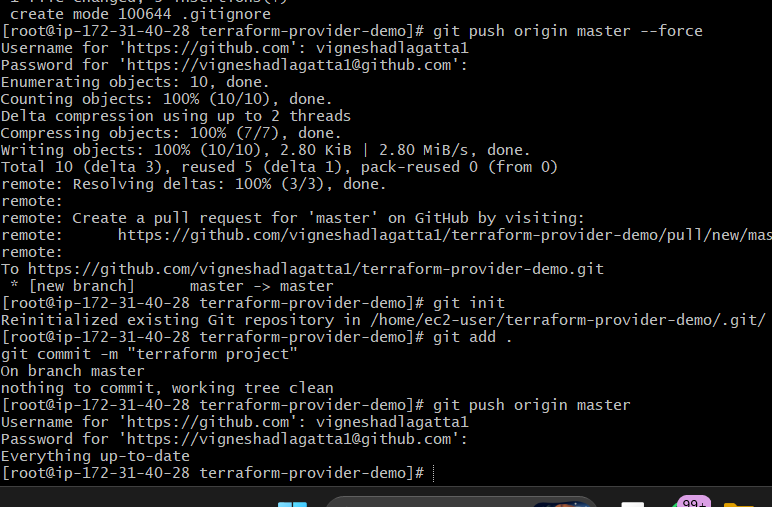 create mode 100644 .gitignore
[root@ip-172-31-40-28 terraform-provider-demo]# git push origin master --force
Username for 'https://github.com': vigneshadlagatta1
Password for 'https://vigneshadlagatta1@github.com':
Enumerating objects: 10, done.
Counting objects: 100% (10/10), done.
Delta compression using up to 2 threads
Compressing objects: 100% (7/7), done.
Writing objects: 100% (10/10), 2.80 KiB | 2.80 MiB/s, done.
Total 10 (delta 3), reused 5 (delta 1), pack-reused 0 (from 0)
remote: Resolving deltas: 100% (3/3), done.
remote:
remote: Create a pull request for 'master' on GitHub by visiting:
remote:      https://github.com/vigneshadlagatta1/terraform-provider-demo/pull/new/mas
remote:
To https://github.com/vigneshadlagatta1/terraform-provider-demo.git
 * [new branch]      master -> master
[root@ip-172-31-40-28 terraform-provider-demo]# git init
Reinitialized existing Git repository in /home/ec2-user/terraform-provider-demo/.git/
[root@ip-172-31-40-28 terraform-provider-demo]# git add .
git commit -m "terraform project"
On branch master
nothing to commit, working tree clean
[root@ip-172-31-40-28 terraform-provider-demo]# git push origin master
Username for 'https://github.com': vigneshadlagatta1
Password for 'https://vigneshadlagatta1@github.com':
Everything up-to-date
[root@ip-172-31-40-28 terraform-provider-demo]#
99+